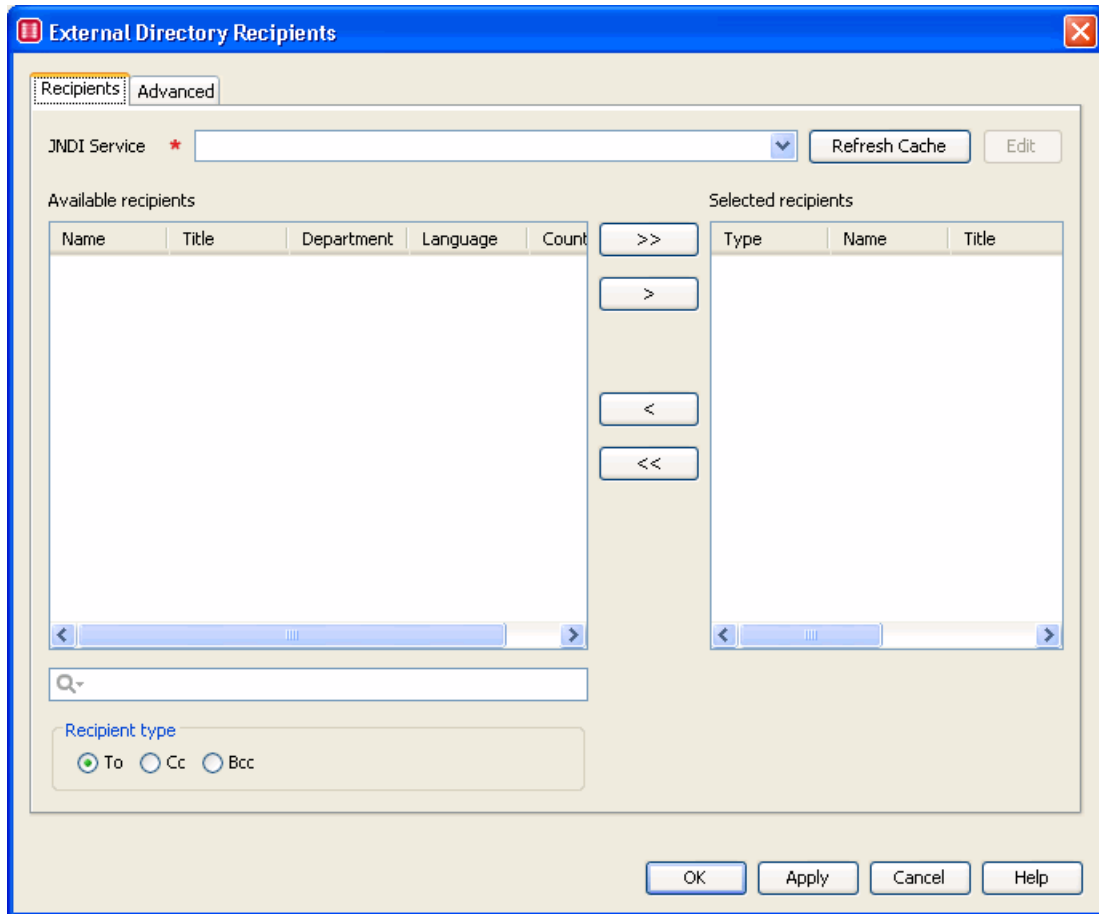 External Directory Recipients
Recipients Advanced
JNDI Service * Refresh Cache Edit
Available recipients Selected recipients
Name Title Department Language Count >> Type Name Title
>
<
<<
Recipient type
To Cc Bcc
OK Apply Cancel Help